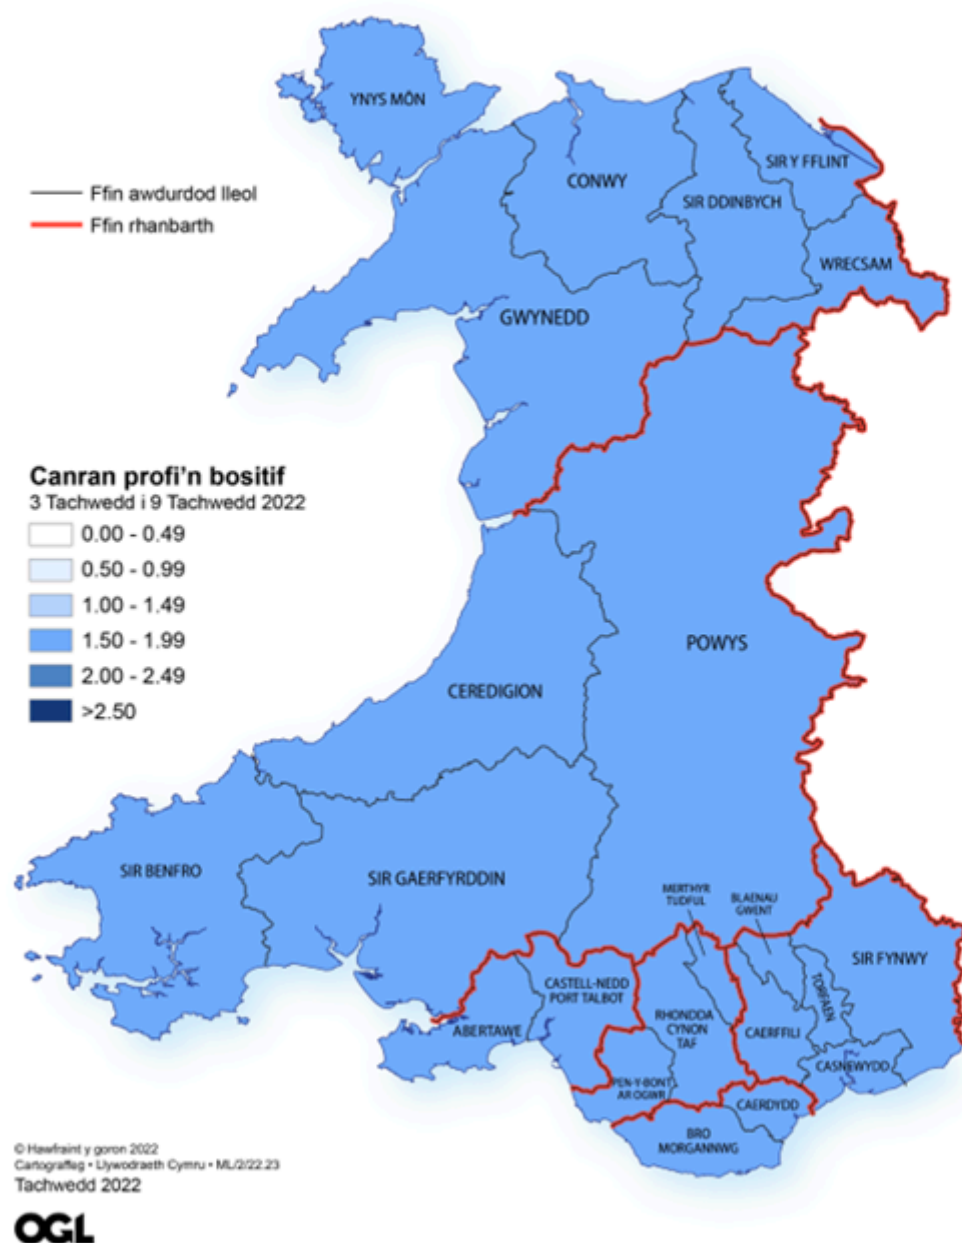 YNYS MÔN
SIR Y FFLINT
CONWY
Ffin awdurdod lleol
SIR DDINBYCH
Ffin rhanbarth
WRECSAM
GWYNEDD
Canran profi'n bositif
3 Tachwedd i 9 Tachwedd 2022
0.00 - 0.49
0.50 - 0.99
1.00 - 1.49
1.50 - 1.99
2.00 - 2.49
>2.50
POWYS
CEREDIGION
SIR BENFRO
SIR GAERFYRDDIN
MERTHYR
TUDFUL
BLAENAU
GWENT
SIR FYNWY
CASTELL-NEDD
PORT TALBOT
TORFAEN
ABERTAWE
RHONDDA
CYNON
TAF
CAERFFILI
CASNEWYDD
PEN-Y-BONT
AR OGWR
CAERDYDD
BRO
MORGANNWG
© Hawlfraint y goron 2022
Cartograffeg • Llywodraeth Cymru • ML/2/22.23
Tachwedd 2022
OGL